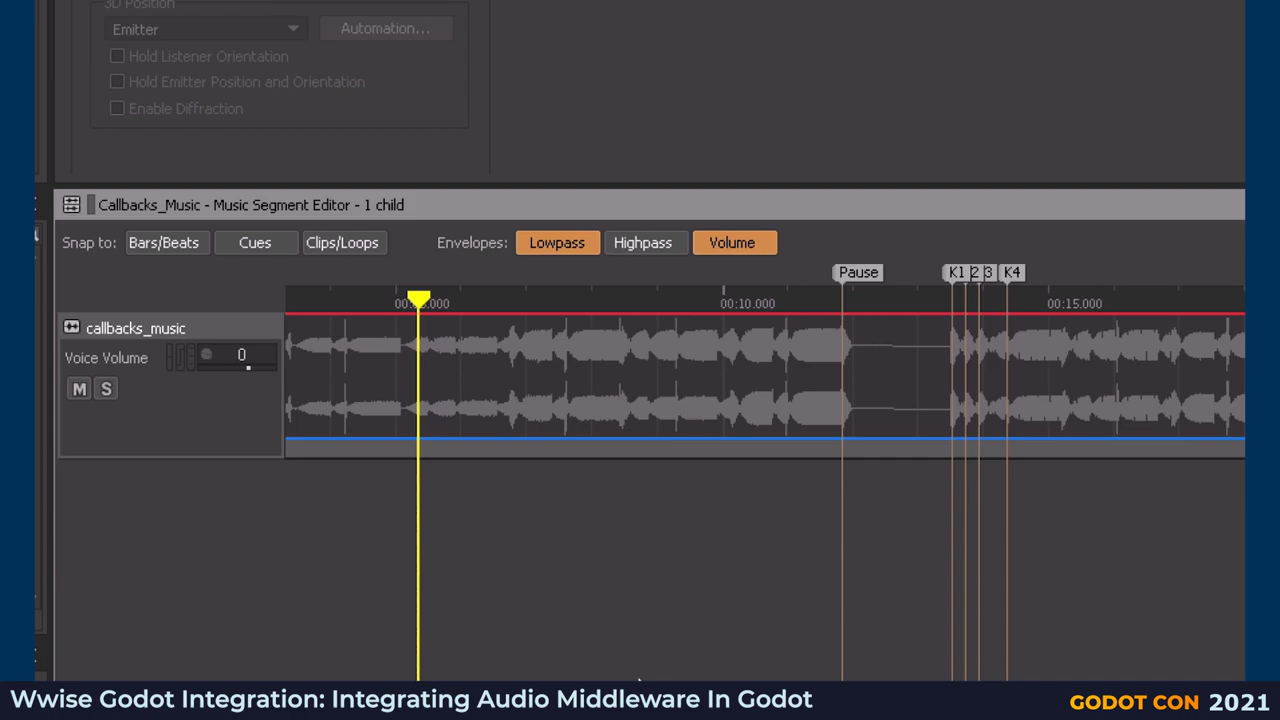 3D Position
Emitter
Automation...
Hold Listener Orientation
Hold Emitter Position and Orientation
Enable Diffraction
Callbacks_Music - Music Segment Editor - 1 child
Snap to: Bars/Beats Cues Clips/Loops Envelopes: Lowpass Highpass Volume
Pause K1 2 3 K4
00:10.000 00:15.000
callbacks_music
Voice Volume 0
M S
Wwise Godot Integration: Integrating Audio Middleware In Godot
GODOT CON 2021